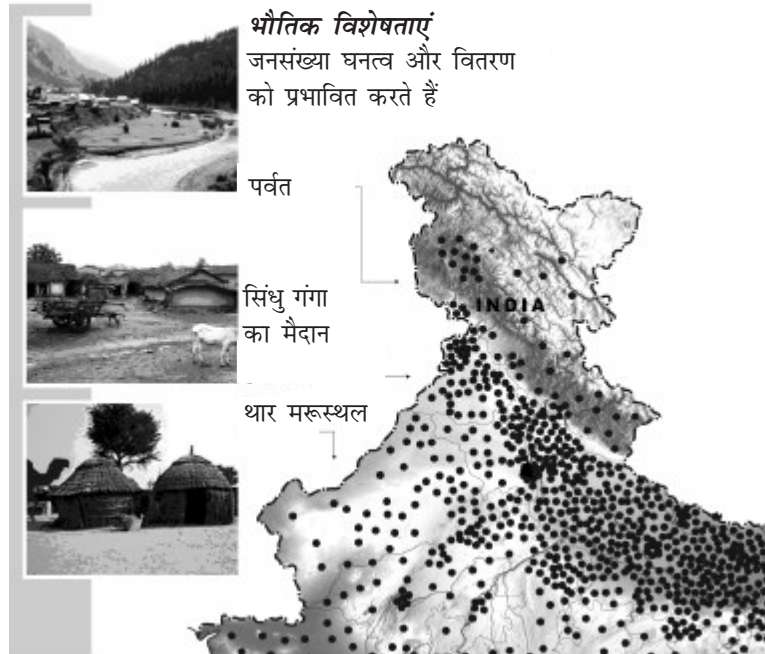 भौतिक विशेषताएं
जनसंख्या घनत्व और वितरण
को प्रभावित करते हैं
पर्वत
सिंधु गंगा
का मैदान
थार मरूस्थल
INDIA